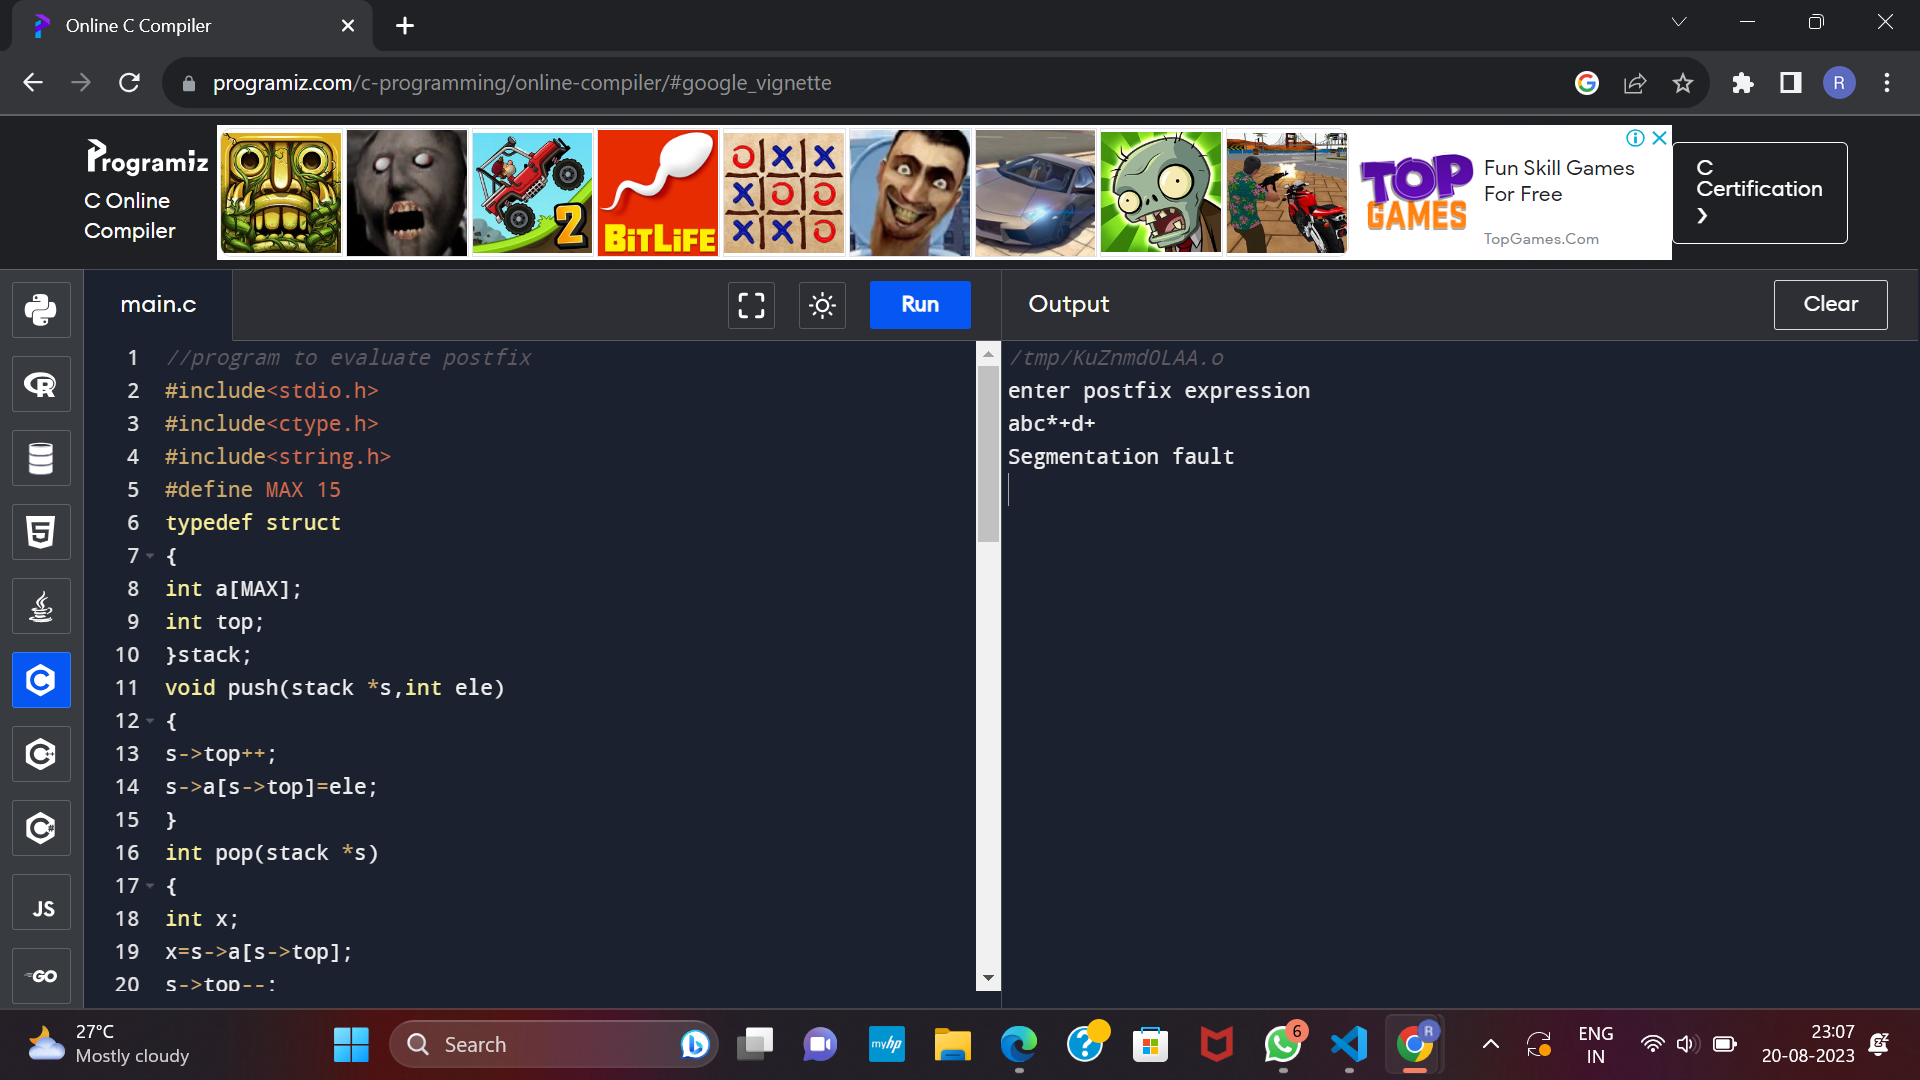 Online C Compiler
programiz.com/c-programming/online-compiler/#google_vignette
R
Programiz
C Online
Compiler
2
BITLIFE
TOP
GAMES
Fun Skill Games
For Free
TopGames.Com
C
Certification
main.c
Run
Output
Clear
1 //program to evaluate postfix
2 #include<stdio.h>
3 #include<ctype.h>
4 #include<string.h>
5 #define MAX 15
6 typedef struct
7 {
8 int a[MAX];
9 int top;
10 }stack;
11 void push(stack *s,int ele)
12 {
13 s->top++;
14 s->a[s->top]=ele;
15 }
16 int pop(stack *s)
17 {
18 int x;
19 x=s->a[s->top];
20 s->top--;
/tmp/KuZnmdOLAA.o
enter postfix expression
abc*+d+
Segmentation fault
R
5
C
C++
C#
JS
GO
27°C
Mostly cloudy
Search
myhp
6
R
ENG
IN
23:07
20-08-2023